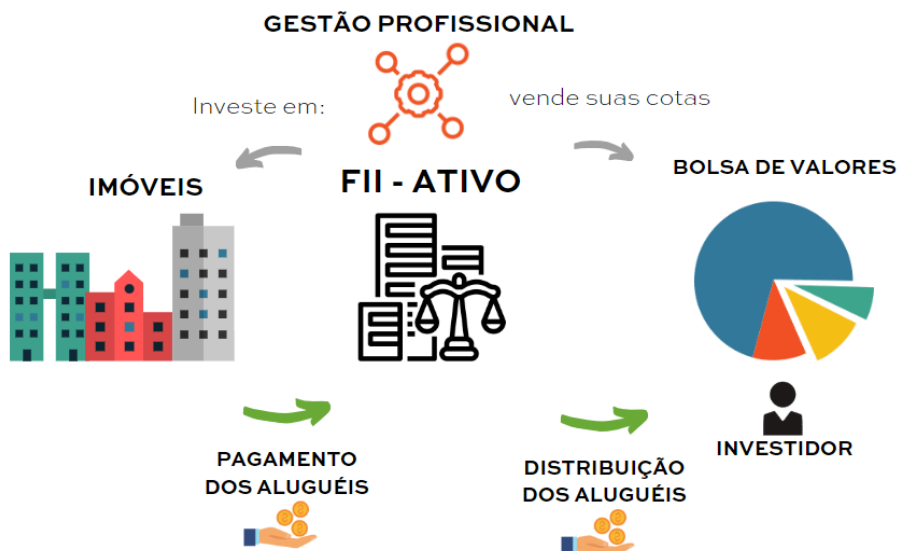 GESTÃO PROFISSIONAL
Investe em:
vende suas cotas
IMÓVEIS
FII - ATIVO
BOLSA DE VALORES
INVESTIDOR
PAGAMENTO
DOS ALUGUÉIS
DISTRIBUIÇÃO
DOS ALUGUÉIS